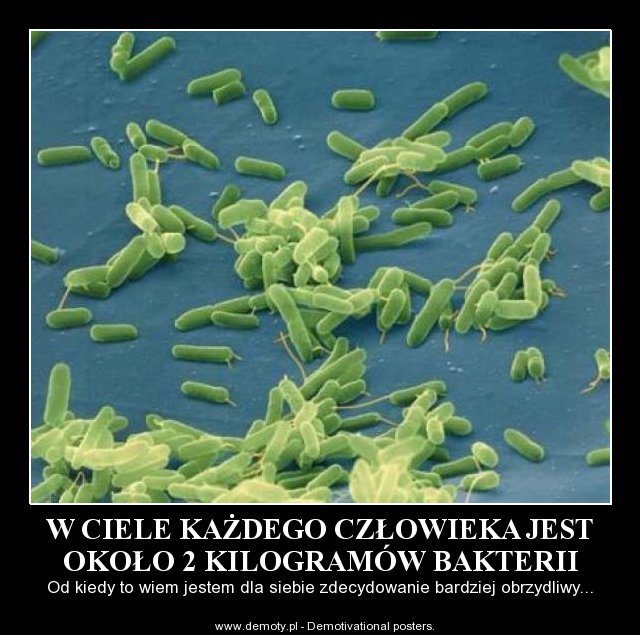 W CIELE KAŻDEGO CZŁOWIEKA JEST
OKOŁO 2 KILOGRAMÓW BAKTERII
Od kiedy to wiem jestem dla siebie zdecydowanie bardziej obrzydliwy...
www.demoty.pl - Demotivational posters.